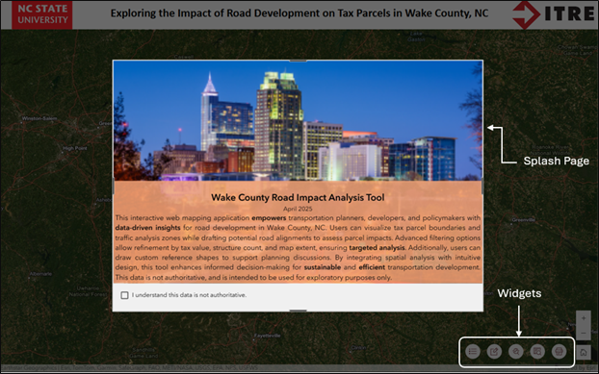 NC STATE
UNIVERSITY
Exploring the Impact of Road Development on Tax Parcels in Wake County, NC
ITRE
Winston-Salem
High Point
Splash Page
Wake County Road Impact Analysis Tool
April 2025
This interactive web mapping application empowers transportation planners, developers, and policymakers with
data-driven insights for road development in Wake County, NC. Users can visualize tax parcel boundaries and
traffic analysis zones while drafting potential road alignments to assess parcel impacts. Advanced filtering options
allow refinement by tax value, structure count, and map extent, ensuring targeted analysis. Additionally, users can
draw custom reference shapes to support planning discussions. By integrating spatial analysis with intuitive
design, this tool enhances informed decision-making for sustainable and efficient transportation development.
This data is not authoritative, and is intended to be used for exploratory purposes only.
I understand this data is not authoritative.
Widgets
Fayetteville